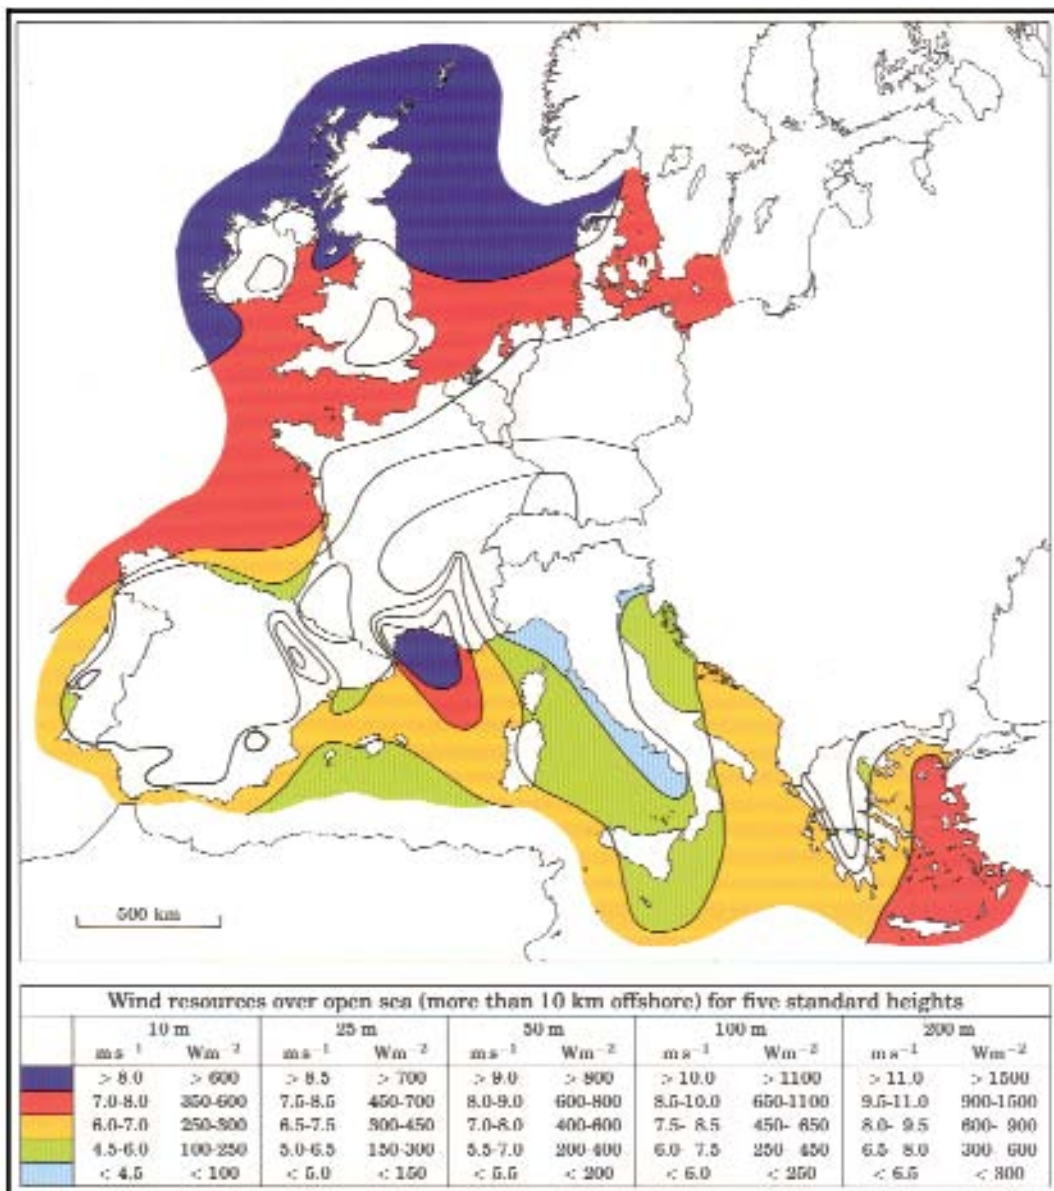 500 km
Wind resources over open sea (more than 10 km offshore) for five standard heights
10 m 25 m 50 m 100 m 200 m
m s⁻¹ Wm⁻² m s⁻¹ Wm⁻² m s⁻¹ Wm⁻² m s⁻¹ Wm⁻² m s⁻¹ Wm⁻²
> 8.0 > 600 > 8.5 > 700 > 9.0 > 800 > 10.0 > 1100 > 11.0 > 1500
7.0-8.0 350-600 7.5-8.5 450-700 8.0-9.0 600-800 8.5-10.0 650-1100 9.5-11.0 900-1500
6.0-7.0 250-300 6.5-7.5 300-450 7.0-8.0 400-600 7.5- 8.5 450- 650 8.0- 9.5 600- 900
4.5-6.0 100-250 5.0-6.5 150-300 5.5-7.0 200-400 6.0- 7.5 250- 450 6.5- 8.0 300- 600
< 4.5 < 100 < 5.0 < 150 < 5.5 < 200 < 6.0 < 250 < 6.5 < 300